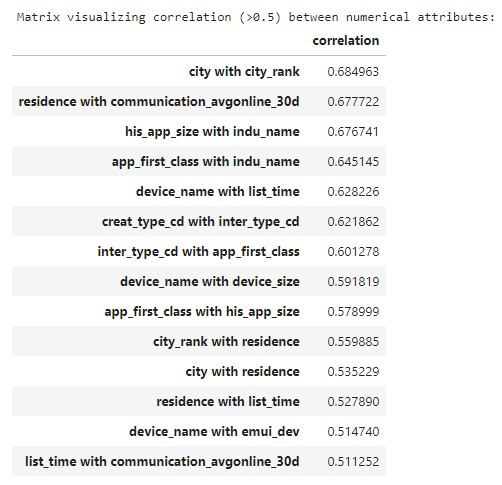 Matrix visualizing correlation (>0.5) between numerical attributes:
correlation
city with city_rank 0.684963
residence with communication_avgonline_30d 0.677722
his_app_size with indu_name 0.676741
app_first_class with indu_name 0.645145
device_name with list_time 0.628226
creat_type_cd with inter_type_cd 0.621862
inter_type_cd with app_first_class 0.601278
device_name with device_size 0.591819
app_first_class with his_app_size 0.578999
city_rank with residence 0.559885
city with residence 0.535229
residence with list_time 0.527890
device_name with emui_dev 0.514740
list_time with communication_avgonline_30d 0.511252